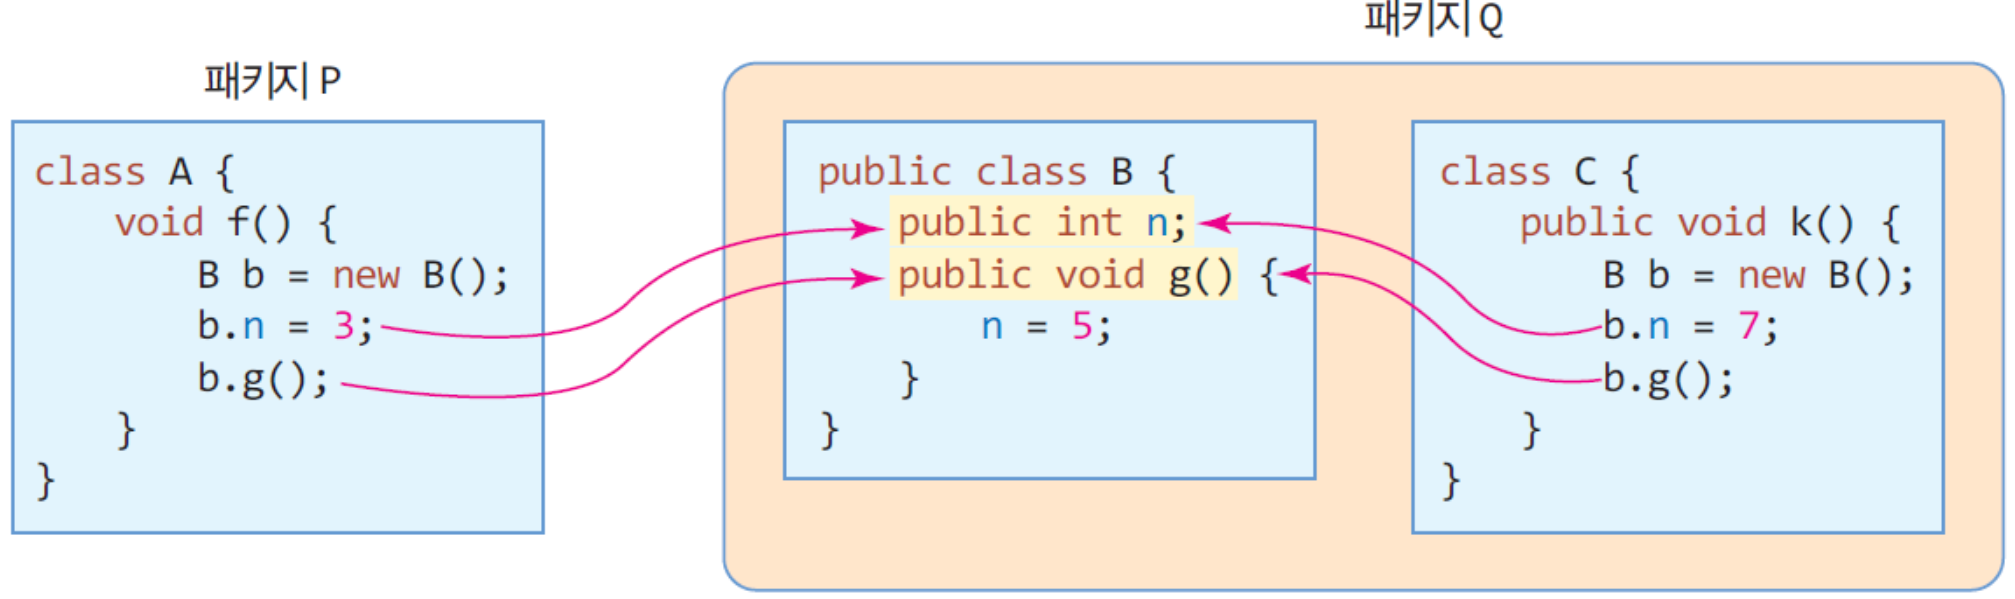 패키지 P
class A {
void f() {
B b = new B();
b.n = 3;
b.g();
}
}
패키지 Q
public class B {
public int n;
public void g() {
n = 5;
}
}
class C {
public void k() {
B b = new B();
b.n = 7;
b.g();
}
}